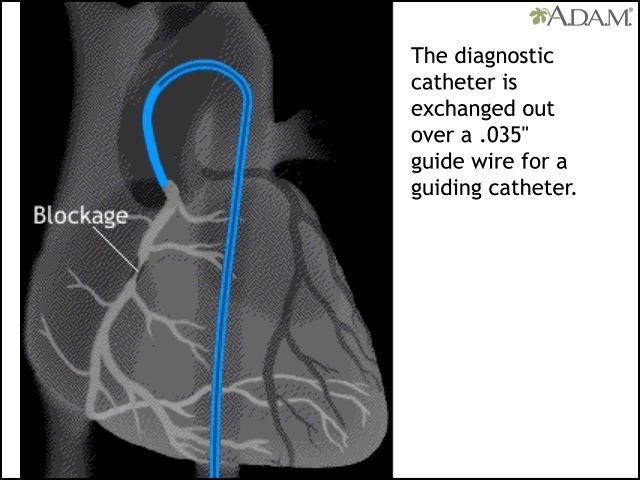 A.D.A.M.®
The diagnostic
catheter is
exchanged out
over a .035"
guide wire for a
guiding catheter.
Blockage